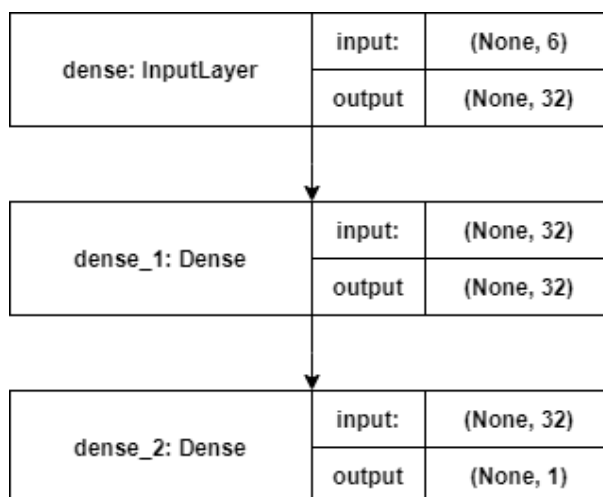 dense: InputLayer
input:
(None, 6)
output
(None, 32)
dense_1: Dense
input:
(None, 32)
output
(None, 32)
dense_2: Dense
input:
(None, 32)
output
(None, 1)